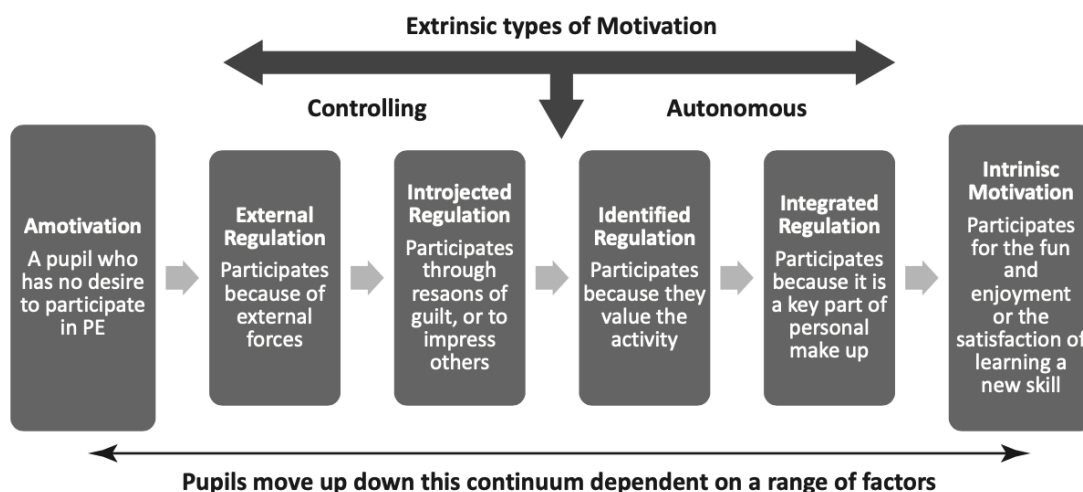 Extrinsic types of Motivation
Controlling
Autonomous
Amotivation
A pupil who
has no desire
to participate
in PE
External
Regulation
Participates
because of
external
forces
Introjected
Regulation
Participates
through
resaons of
guilt, or to
impress
others
Identified
Regulation
Participates
because they
value the
activity
Integrated
Regulation
Participates
because it is
a key part of
personal
make up
Intrinisc
Motivation
Participates
for the fun
and
enjoyment
or the
satisfaction of
learning a
new skill
Pupils move up down this continuum dependent on a range of factors